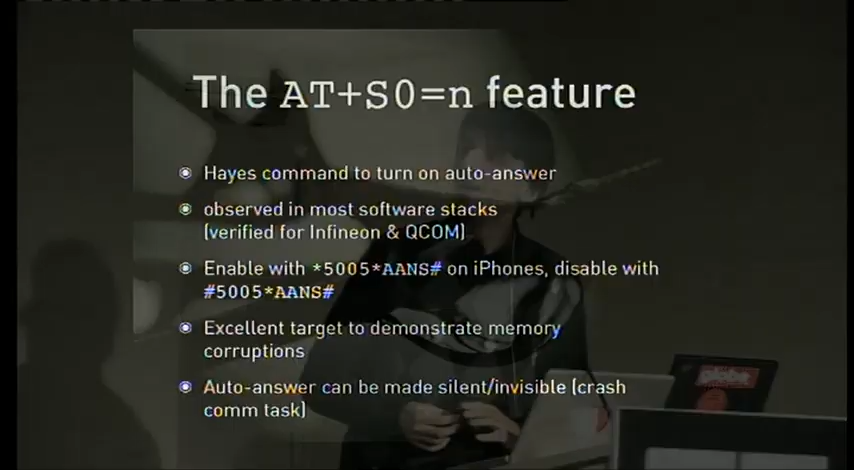 The AT+S0=n feature
Hayes command to turn on auto-answer
observed in most software stacks
(verified for Infineon & QCOM)
Enable with *5005*AANS# on iPhones, disable with
#5005*AANS#
Excellent target to demonstrate memory
corruptions
Auto-answer can be made silent/invisible (crash
comm task)
globe